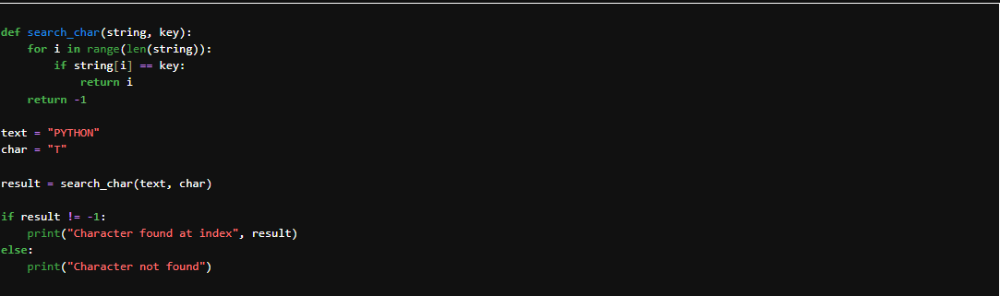 def search_char(string, key):
    for i in range(len(string)):
        if string[i] == key:
            return i
    return -1

text = "PYTHON"
char = "T"

result = search_char(text, char)

if result != -1:
    print("Character found at index", result)
else:
    print("Character not found")